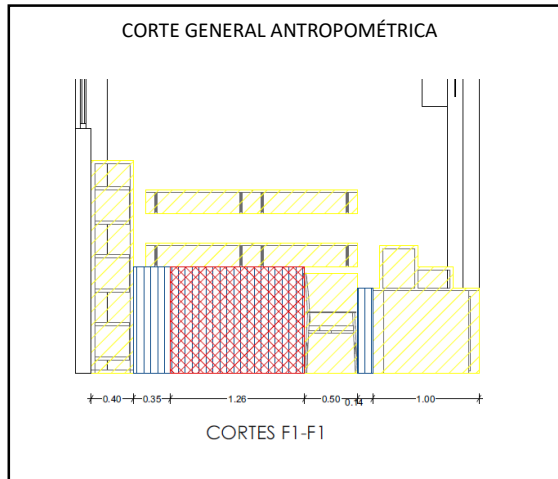 CORTE GENERAL ANTROPOMÉTRICA
0.40 0.35 1.26 0.50 0.14 1.00
CORTES F1-F1